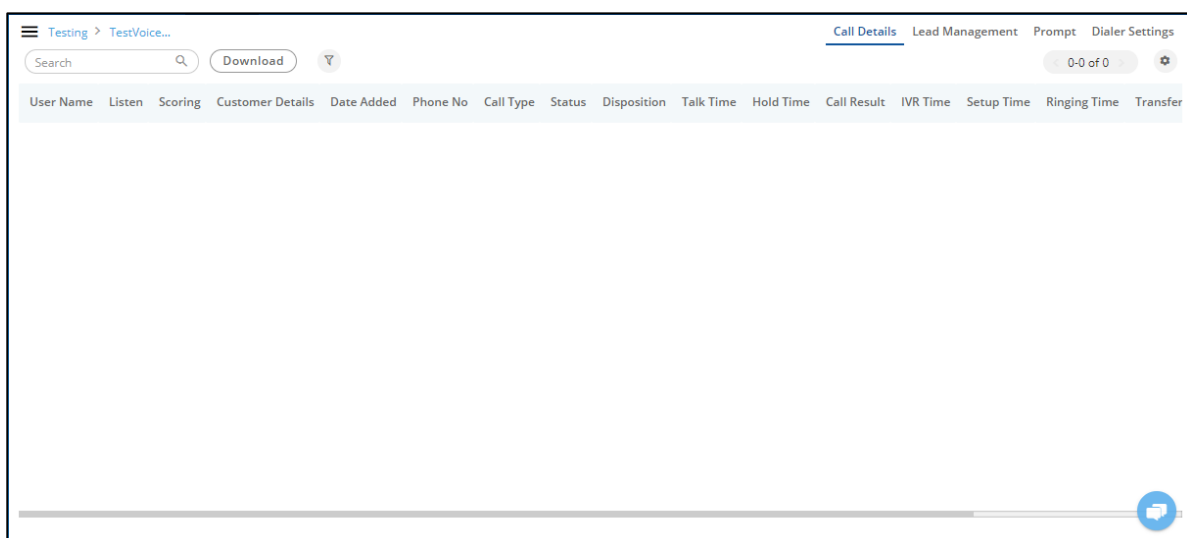 Testing > TestVoice... Call Details Lead Management Prompt Dialer Settings
Search Download 0-0 of 0
User Name Listen Scoring Customer Details Date Added Phone No Call Type Status Disposition Talk Time Hold Time Call Result IVR Time Setup Time Ringing Time Transfer